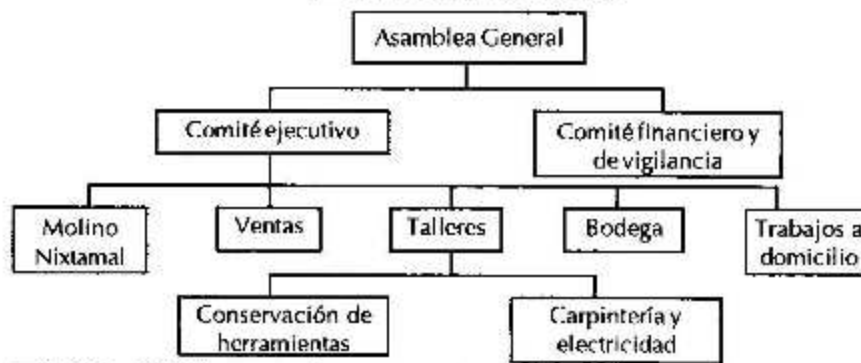 Asamblea General
Comité ejecutivo
Comité financiero y
de vigilancia
Molino
Nixtamal
Ventas
Talleres
Bodega
Trabajos a
domicilio
Conservación de
herramientas
Carpintería y
electricidad